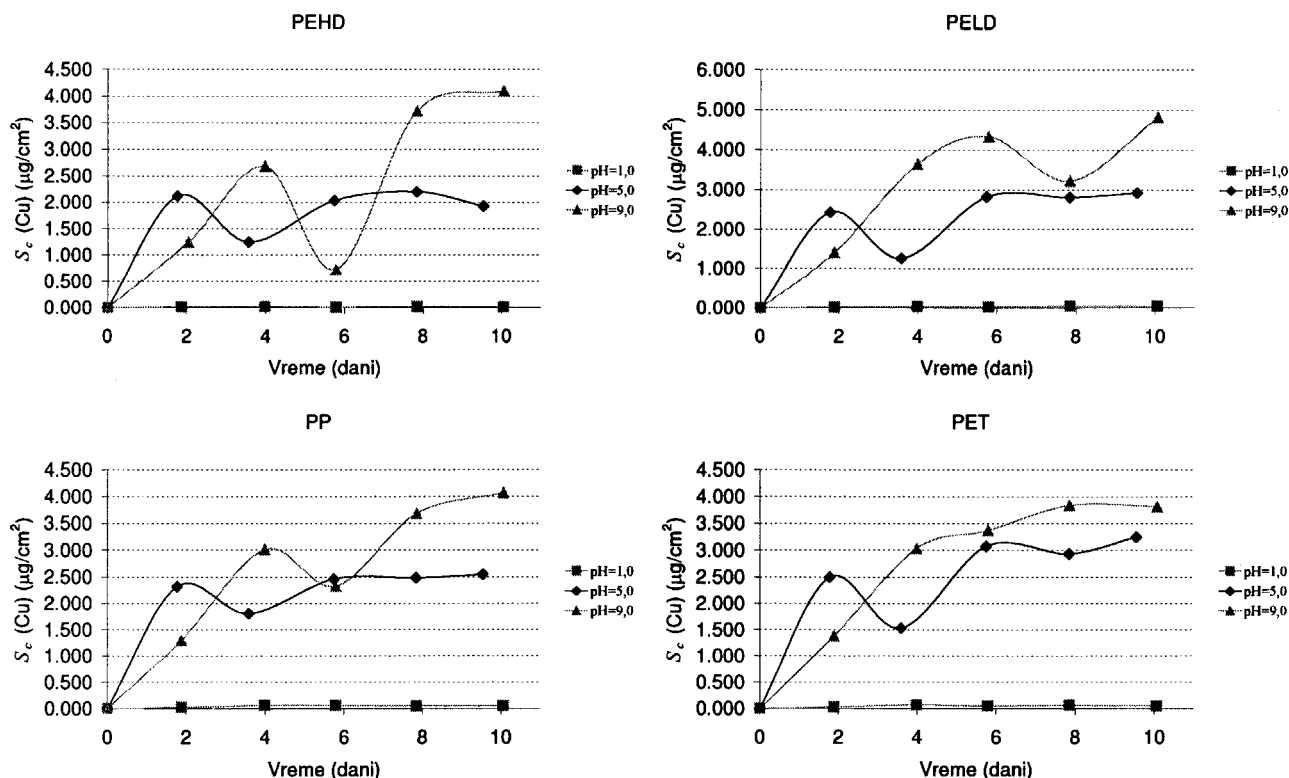 PEHD
S_c (Cu) (µg/cm²)
4.500
4.000
3.500
3.000
2.500
2.000
1.500
1.000
0.500
0.000
0 2 4 6 8 10
Vreme (dani)
pH=1,0
pH=5,0
pH=9,0
PELD
S_c (Cu) (µg/cm²)
6.000
5.000
4.000
3.000
2.000
1.000
0.000
0 2 4 6 8 10
Vreme (dani)
pH=1,0
pH=5,0
pH=9,0
PP
S_c (Cu) (µg/cm²)
4.500
4.000
3.500
3.000
2.500
2.000
1.500
1.000
0.500
0.000
0 2 4 6 8 10
Vreme (dani)
pH=1,0
pH=5,0
pH=9,0
PET
S_c (Cu) (µg/cm²)
4.500
4.000
3.500
3.000
2.500
2.000
1.500
1.000
0.500
0.000
0 2 4 6 8 10
Vreme (dani)
pH=1,0
pH=5,0
pH=9,0